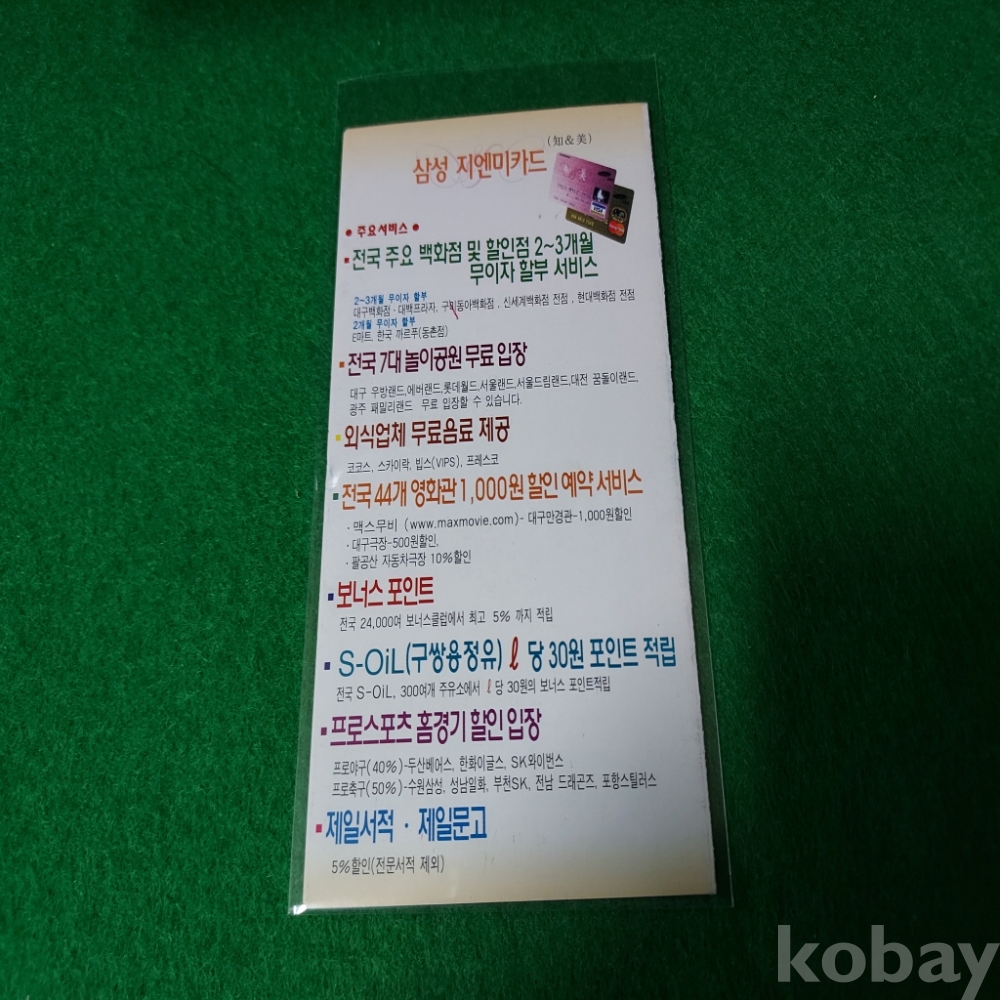 (知&美)
삼성 지엔미카드
● 주요서비스 ●
▪전국 주요 백화점 및 할인점 2~3개월
무이자 할부 서비스
2~3개월 무이자 할부
대구백화점 · 대백프라자, 구미동아백화점 , 신세계백화점 전점 , 현대백화점 전점
2개월 무이자 할부
E마트, 한국 까르푸(동촌점)
▪전국 7대 놀이공원 무료 입장
대구 우방랜드,에버랜드,롯데월드,서울랜드,서울드림랜드,대전 꿈돌이랜드,
광주 패밀리랜드 무료 입장할 수 있습니다.
▪외식업체 무료음료 제공
코코스, 스카이락, 빕스(VIPS), 프레스코
▪전국 44개 영화관 1,000원 할인 예약 서비스
· 맥스무비 (www.maxmovie.com)- 대구만경관-1,000원할인
· 대구극장-500원할인,
· 팔공산 자동차극장 10%할인
▪보너스 포인트
전국 24,000여 보너스클럽에서 최고 5% 까지 적립
▪S-OiL(구쌍용정유) ℓ 당 30원 포인트 적립
전국 S-OiL, 300여개 주유소에서 ℓ 당 30원의 보너스 포인트적립
▪프로스포츠 홈경기 할인 입장
프로야구(40%)-두산베어스, 한화이글스, SK와이번스
프로축구(50%)-수원삼성, 성남일화, 부천SK, 전남 드래곤즈, 포항스틸러스
▪제일서적 · 제일문고
5%할인(전문서적 제외)
kobay